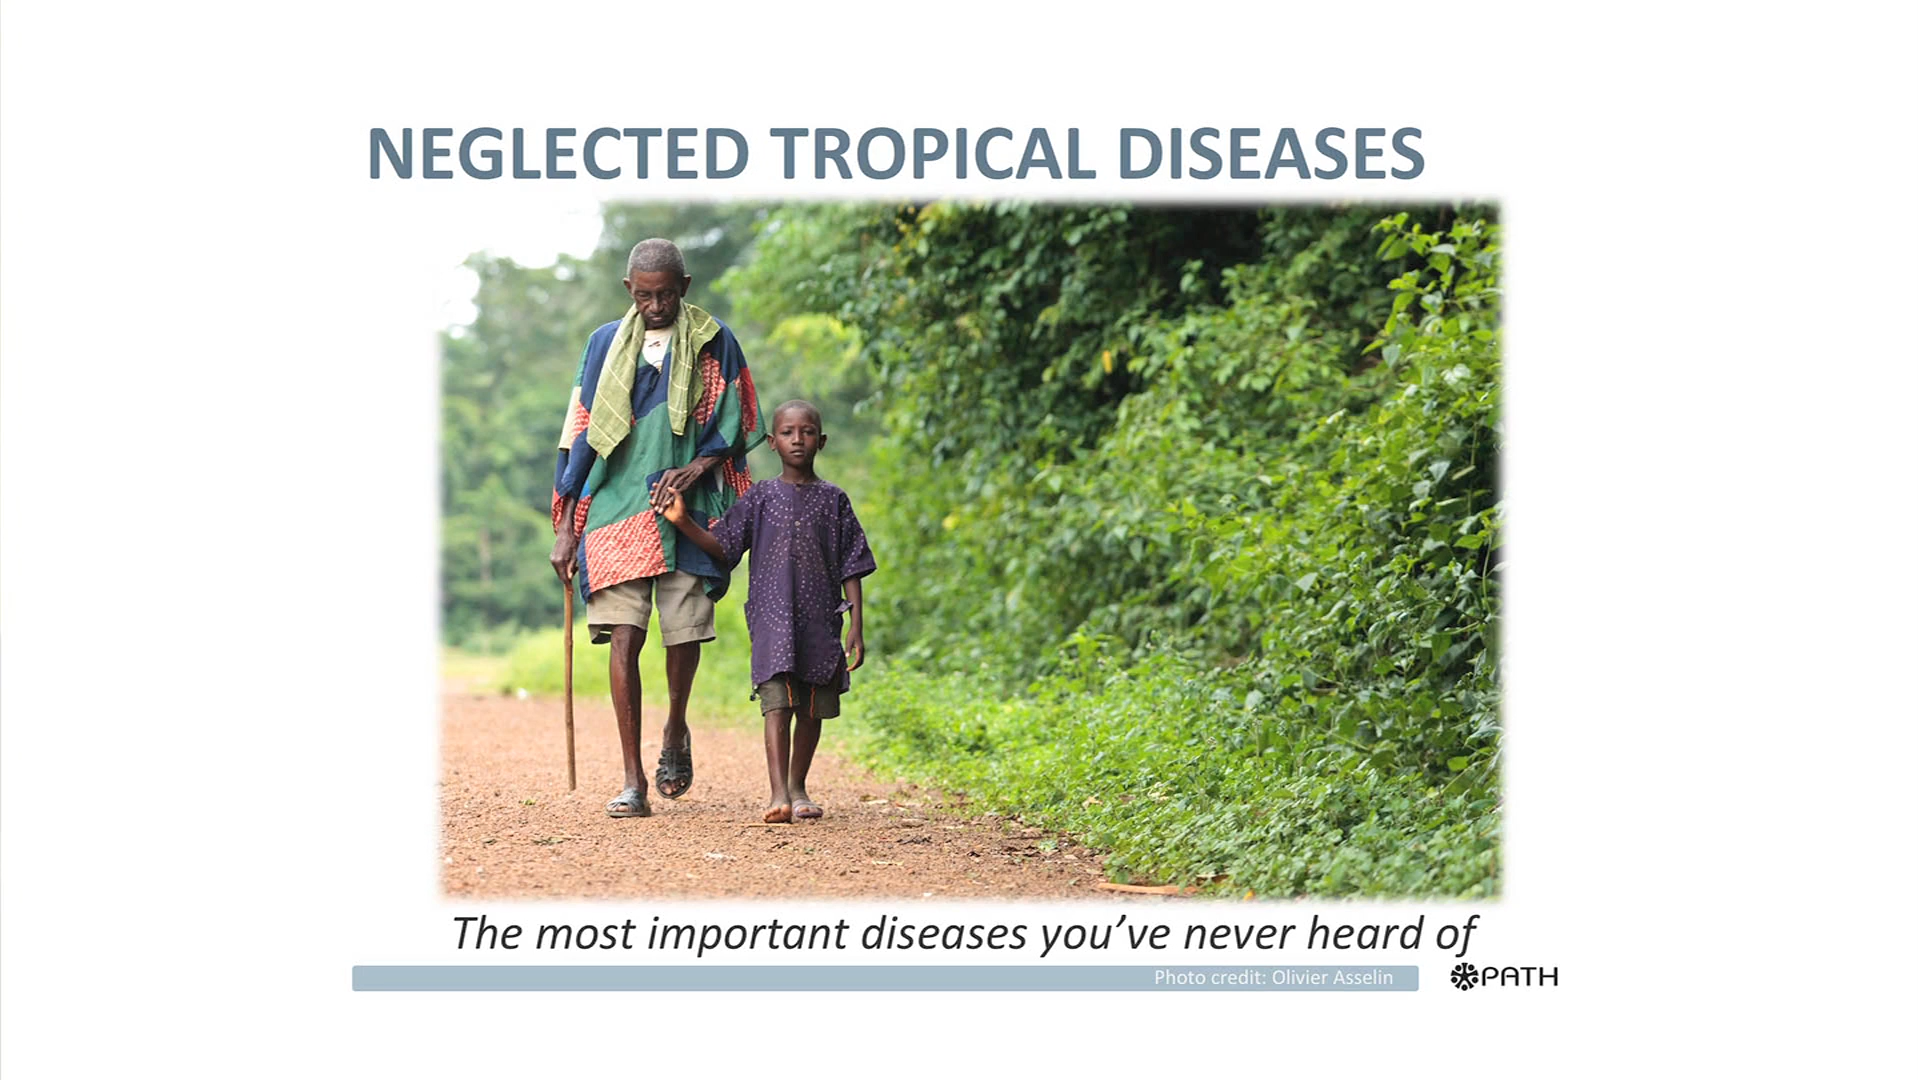 NEGLECTED TROPICAL DISEASES
The most important diseases you’ve never heard of
Photo credit: Olivier Asselin
PATH